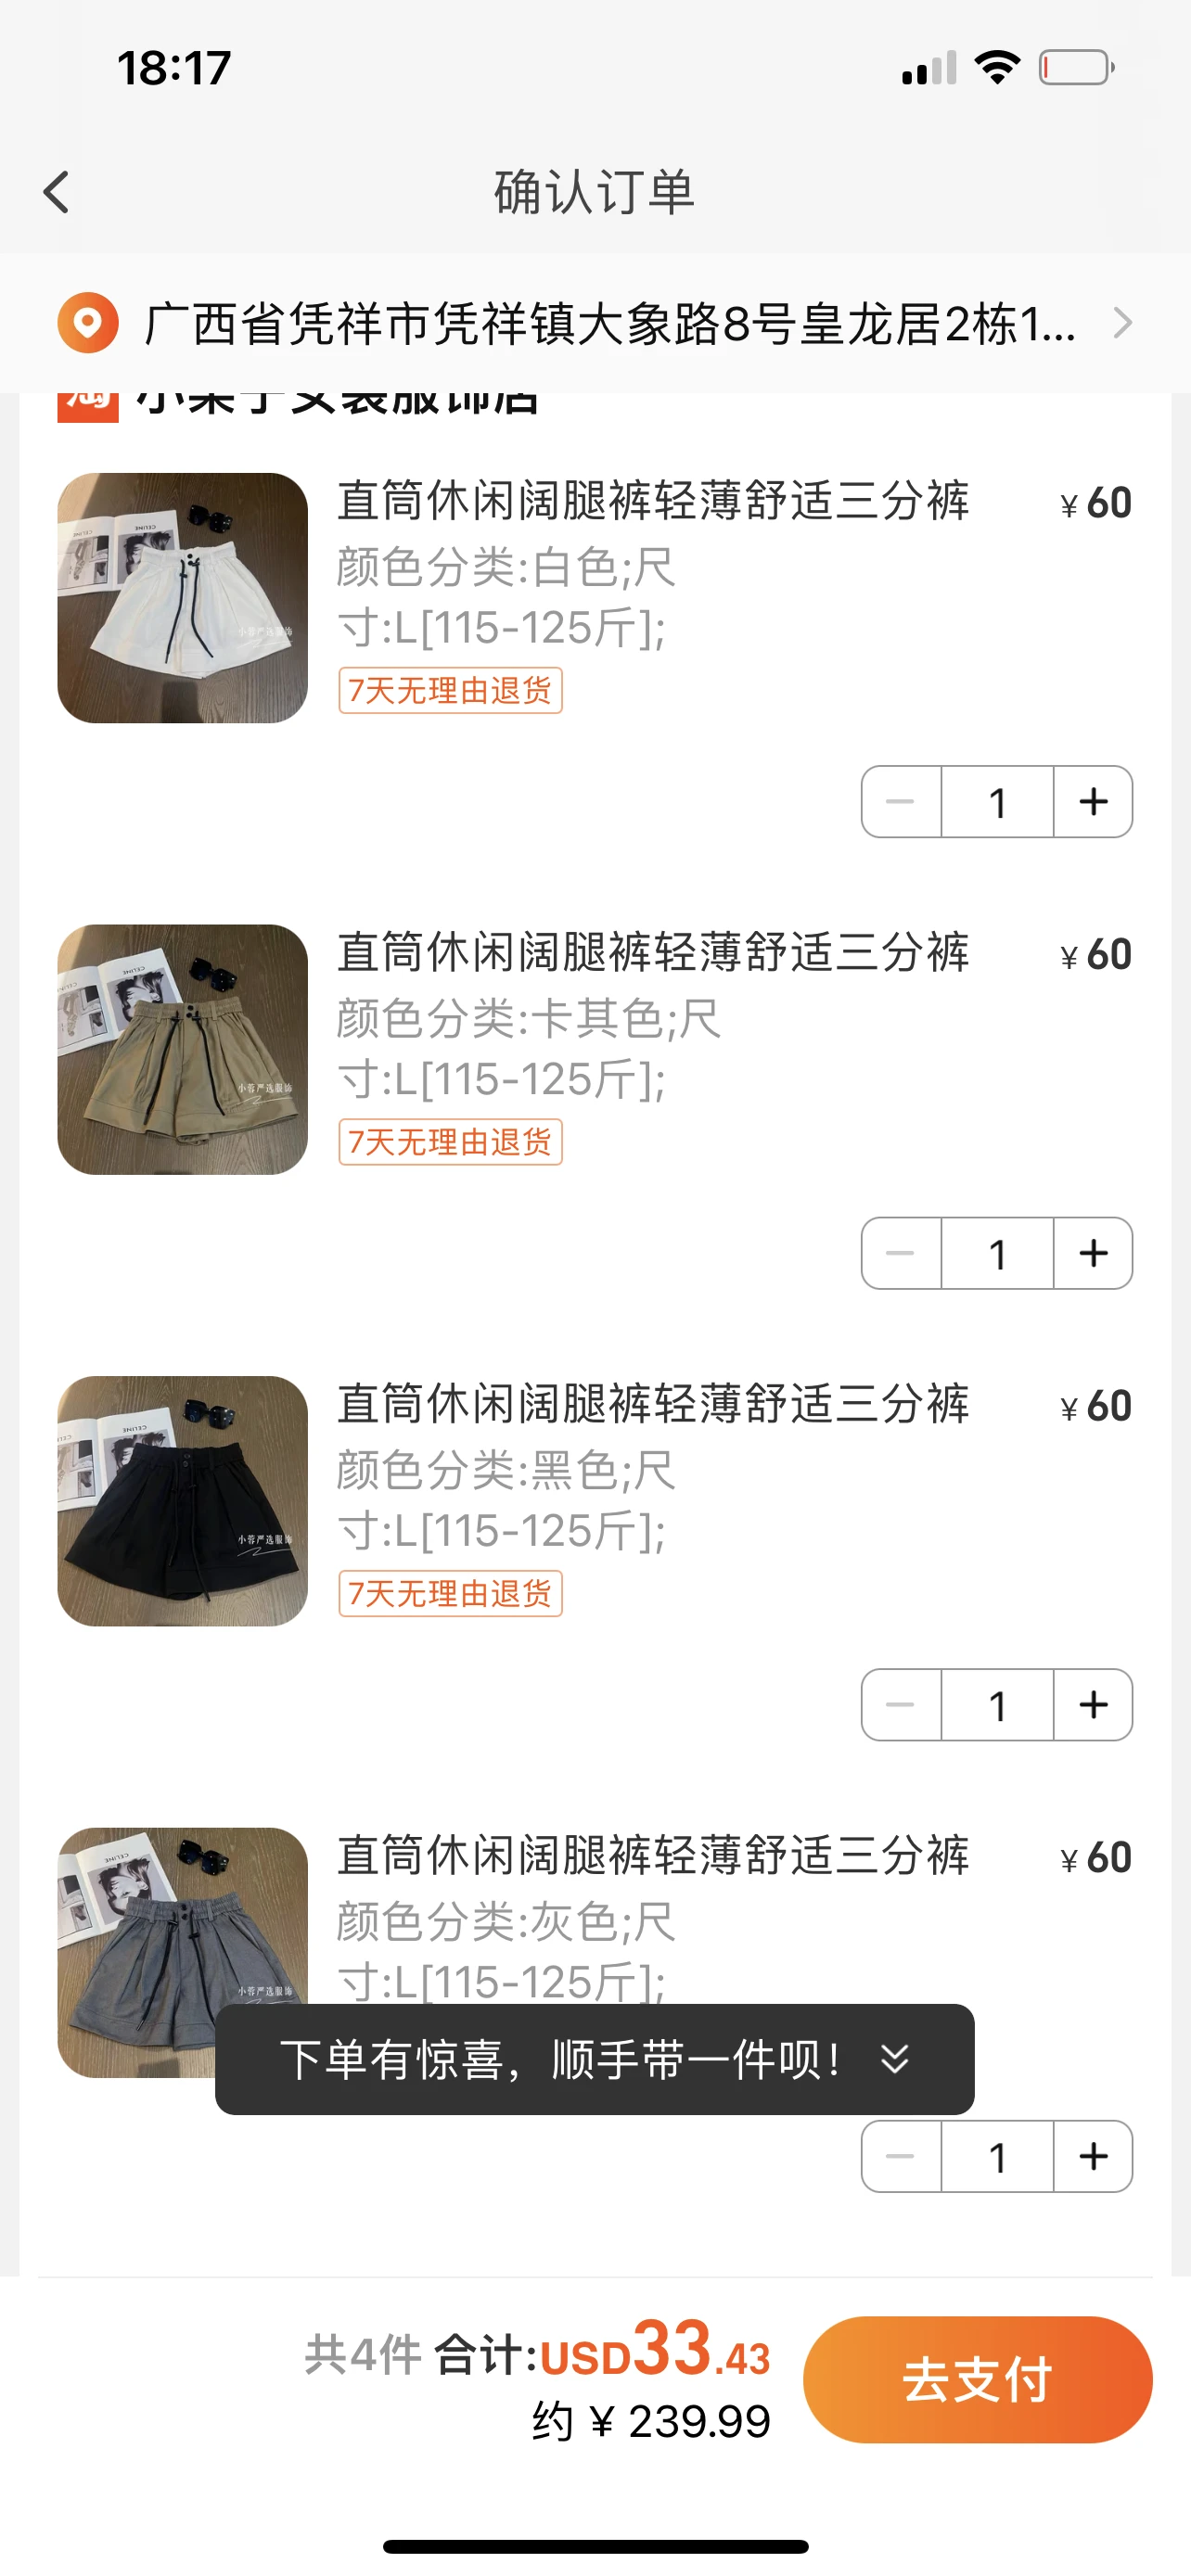 18:17
确认订单
广西省凭祥市凭祥镇大象路8号皇龙居2栋1...
直筒休闲阔腿裤轻薄舒适三分裤
¥60
颜色分类:白色;尺
寸:L[115-125斤];
7天无理由退货
1
直筒休闲阔腿裤轻薄舒适三分裤
¥60
颜色分类:卡其色;尺
寸:L[115-125斤];
7天无理由退货
1
直筒休闲阔腿裤轻薄舒适三分裤
¥60
颜色分类:黑色;尺
寸:L[115-125斤];
7天无理由退货
1
直筒休闲阔腿裤轻薄舒适三分裤
¥60
颜色分类:灰色;尺
寸:L[115-125斤];
下单有惊喜，顺手带一件呗！
1
共4件 合计:USD33.43
约 ¥ 239.99
去支付